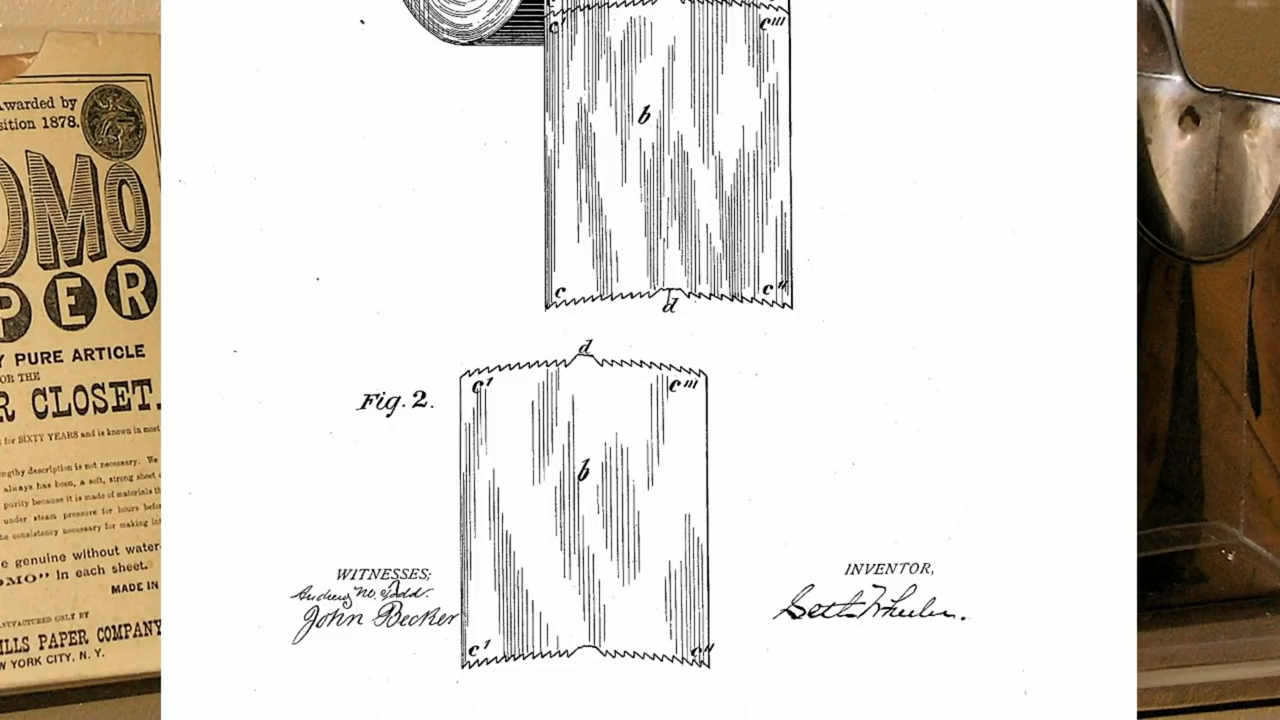 Awarded by
sition 1878.
OMO
PER
Y PURE ARTICLE
OR THE
R CLOSET.
for SIXTY YEARS and is known in most
engthy description is not necessary. We
always has been, a soft, strong sheet
purity because it is made of materials th
under steam pressure for hours befo
he consistency necessary for making in
e genuine without water-
OMO" in each sheet.
MADE IN
NUFACTURED ONLY BY
ILLS PAPER COMPANY
W YORK CITY, N. Y.
c' c'''
b
c c''
d
d
c' c'''
Fig. 2.
b
c' c''
WITNESSES;
John Becker
INVENTOR,
Seth Wheeler.